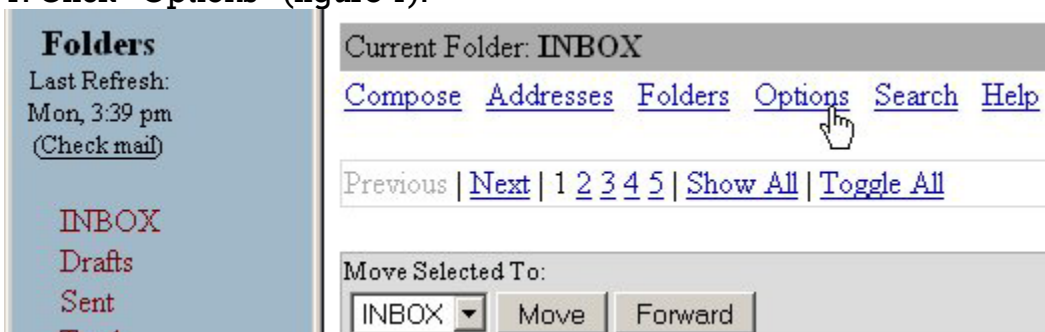 1. Click "Options" (figure 1).
Folders
Last Refresh:
Mon, 3:39 pm
(Check mail)
INBOX
Drafts
Sent
Current Folder: INBOX
Compose Addresses Folders Options Search Help
Previous | Next | 1 2 3 4 5 | Show All | Toggle All
Move Selected To:
INBOX Move Forward